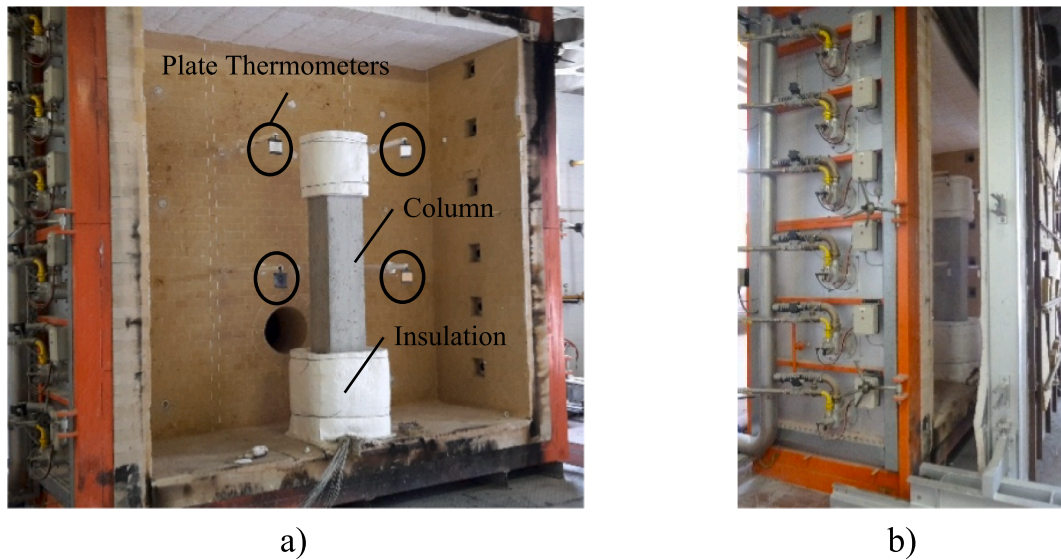 Plate Thermometers
Column
Insulation
a)
b)